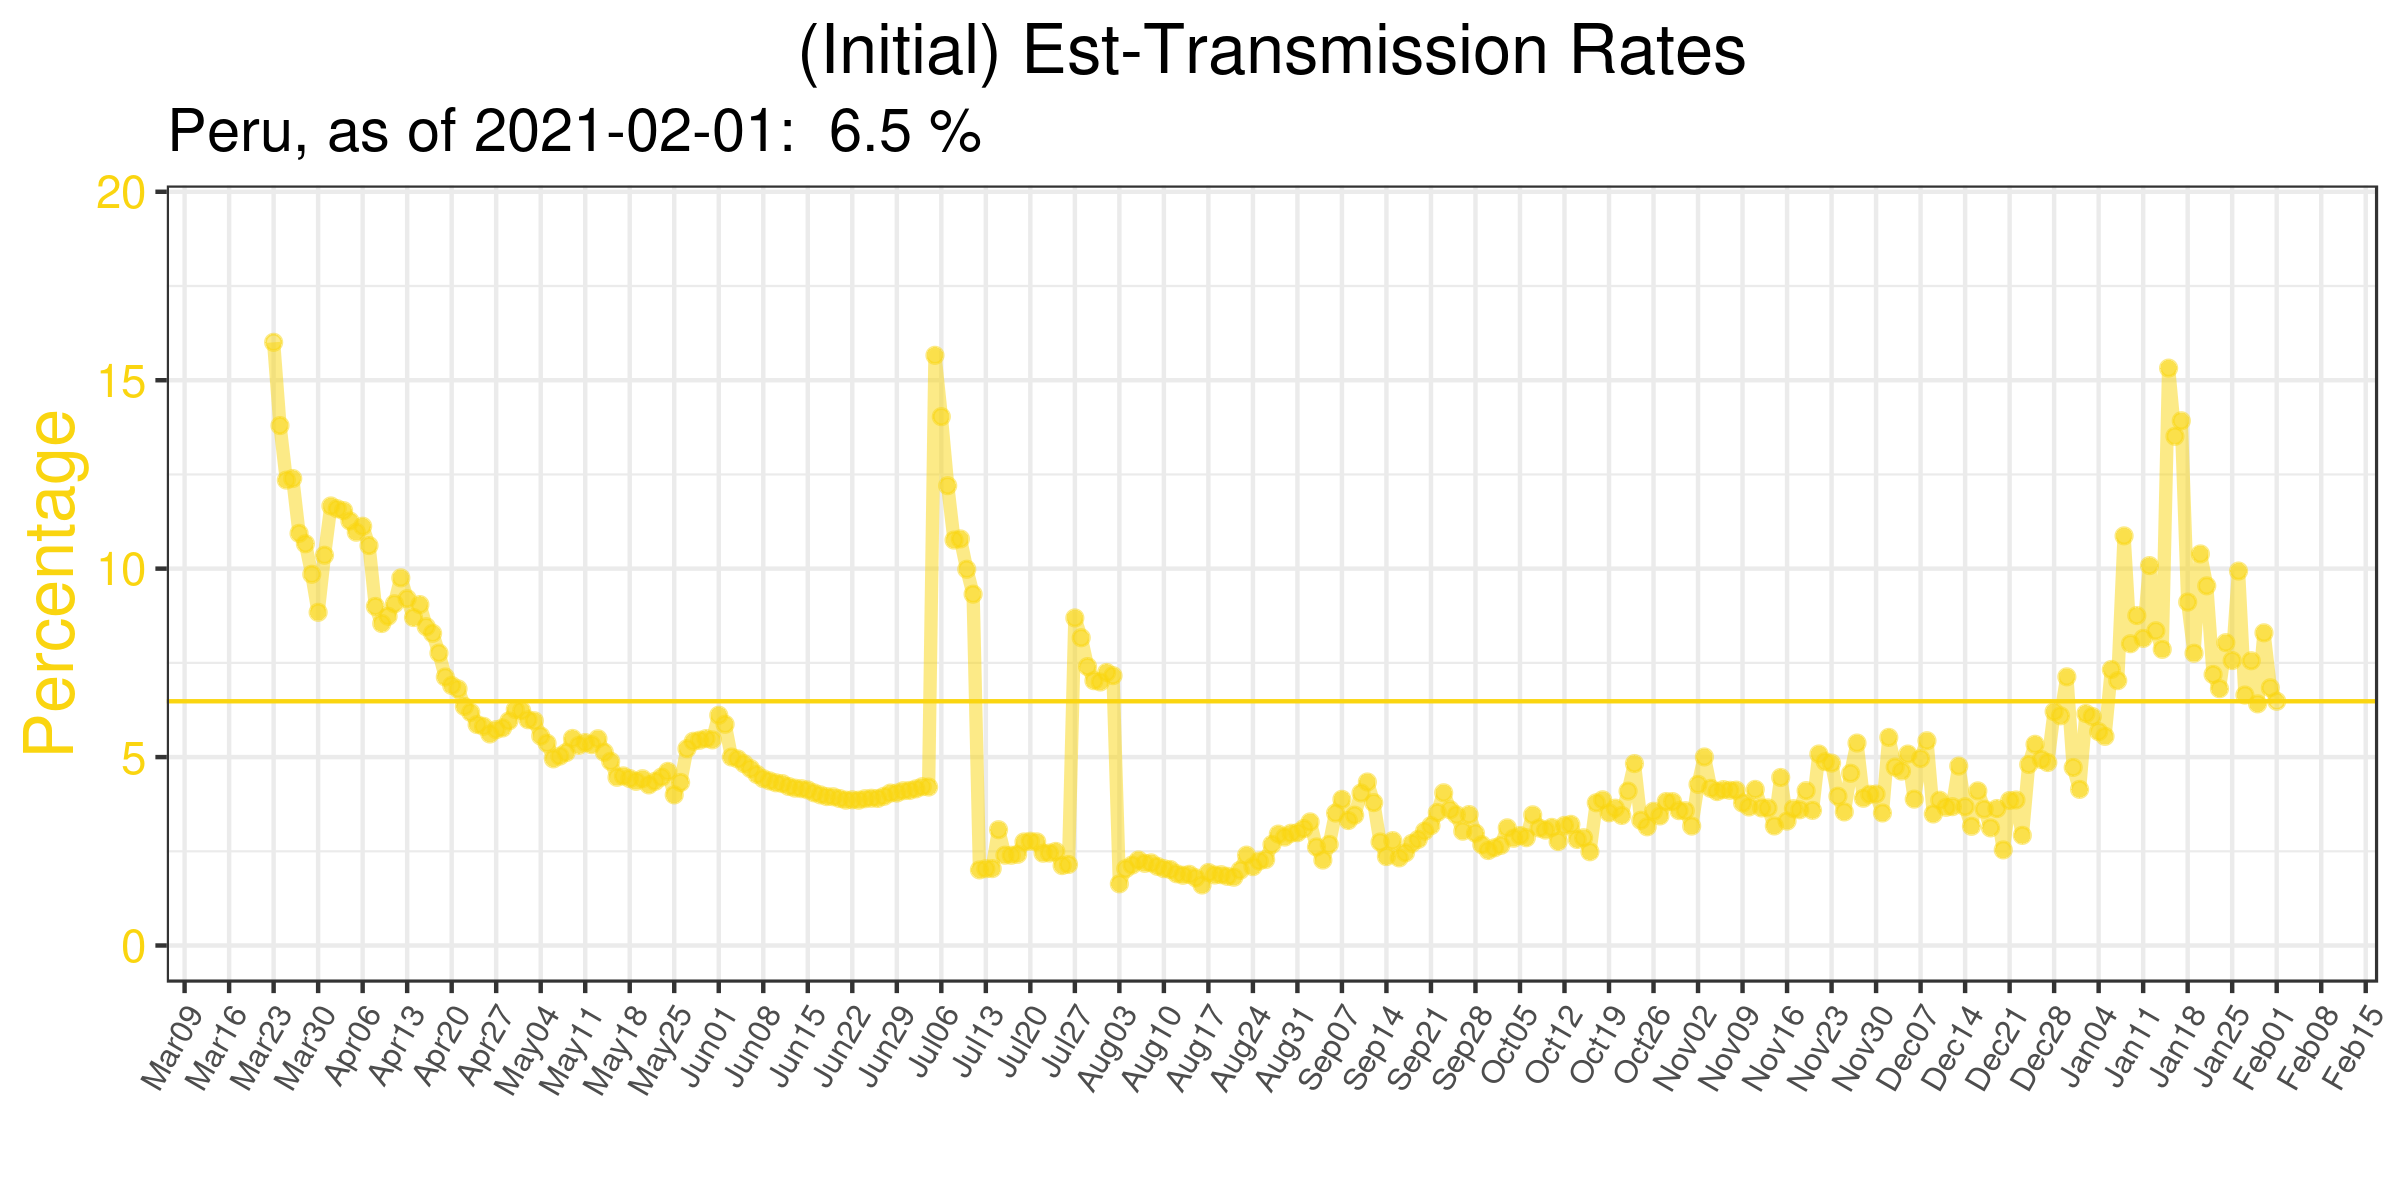 (Initial) Est-Transmission Rates
Peru, as of 2021-02-01:  6.5 %
Percentage
20
15
10
5
0
Mar09
Mar16
Mar23
Mar30
Apr06
Apr13
Apr20
Apr27
May04
May11
May18
May25
Jun01
Jun08
Jun15
Jun22
Jun29
Jul06
Jul13
Jul20
Jul27
Aug03
Aug10
Aug17
Aug24
Aug31
Sep07
Sep14
Sep21
Sep28
Oct05
Oct12
Oct19
Oct26
Nov02
Nov09
Nov16
Nov23
Nov30
Dec07
Dec14
Dec21
Dec28
Jan04
Jan11
Jan18
Jan25
Feb01
Feb08
Feb15